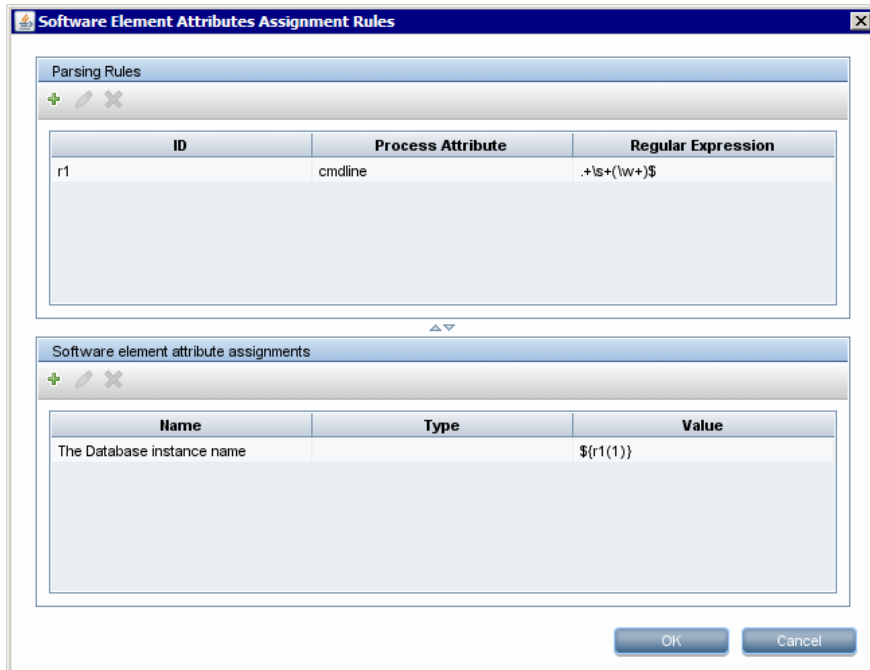 Software Element Attributes Assignment Rules
Parsing Rules
ID Process Attribute Regular Expression
r1 cmdline .+\s+(\w+)$
Software element attribute assignments
Name Type Value
The Database instance name ${r1(1)}
OK Cancel